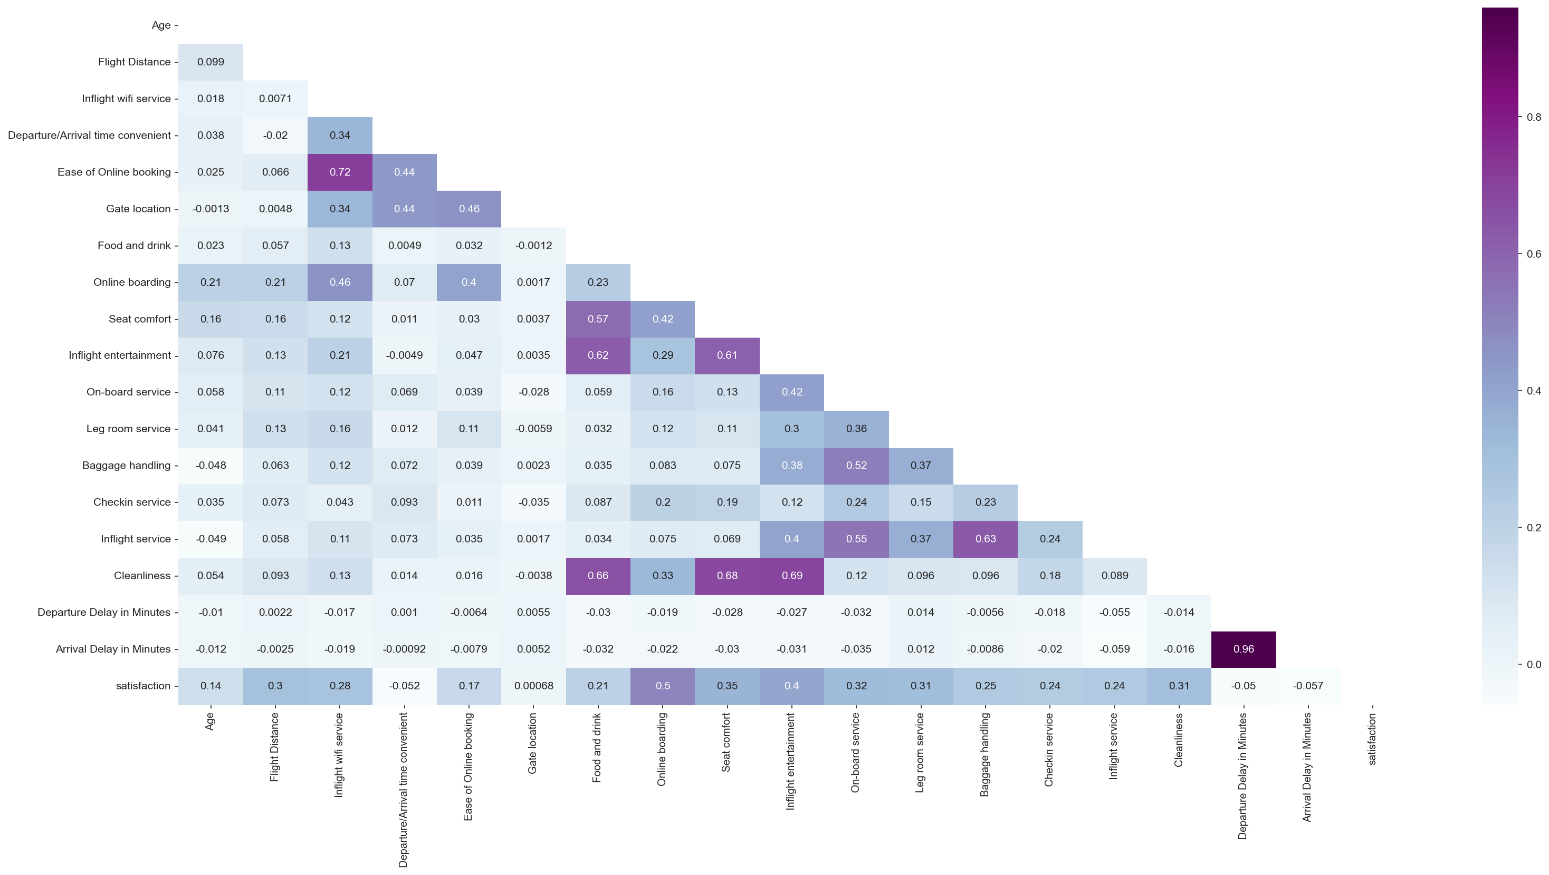 Age
Flight Distance 0.099
Inflight wifi service 0.018 0.0071
Departure/Arrival time convenient 0.038 -0.02 0.34
Ease of Online booking 0.025 0.066 0.72 0.44
Gate location -0.0013 0.0048 0.34 0.44 0.46
Food and drink 0.023 0.057 0.13 0.0049 0.032 -0.0012
Online boarding 0.21 0.21 0.46 0.07 0.4 0.0017 0.23
Seat comfort 0.16 0.16 0.12 0.011 0.03 0.0037 0.57 0.42
Inflight entertainment 0.076 0.13 0.21 -0.0049 0.047 0.0035 0.62 0.29 0.61
On-board service 0.058 0.11 0.12 0.069 0.039 -0.028 0.059 0.16 0.13 0.42
Leg room service 0.041 0.13 0.16 0.012 0.11 -0.0059 0.032 0.12 0.11 0.3 0.36
Baggage handling -0.048 0.063 0.12 0.072 0.039 0.0023 0.035 0.083 0.075 0.38 0.52 0.37
Checkin service 0.035 0.073 0.043 0.093 0.011 -0.035 0.087 0.2 0.19 0.12 0.24 0.15 0.23
Inflight service -0.049 0.058 0.11 0.073 0.035 0.0017 0.034 0.075 0.069 0.4 0.55 0.37 0.63 0.24
Cleanliness 0.054 0.093 0.13 0.014 0.016 -0.0038 0.66 0.33 0.68 0.69 0.12 0.096 0.096 0.18 0.089
Departure Delay in Minutes -0.01 0.0022 -0.017 0.001 -0.0064 0.0055 -0.03 -0.019 -0.028 -0.027 -0.032 0.014 -0.0056 -0.018 -0.055 -0.014
Arrival Delay in Minutes -0.012 -0.0025 -0.019 -0.00092 -0.0079 0.0052 -0.032 -0.022 -0.03 -0.031 -0.035 0.012 -0.0086 -0.02 -0.059 -0.016 0.96
satisfaction 0.14 0.3 0.28 -0.052 0.17 0.00068 0.21 0.5 0.35 0.4 0.32 0.31 0.25 0.24 0.24 0.31 -0.05 -0.057
Age
Flight Distance
Inflight wifi service
Departure/Arrival time convenient
Ease of Online booking
Gate location
Food and drink
Online boarding
Seat comfort
Inflight entertainment
On-board service
Leg room service
Baggage handling
Checkin service
Inflight service
Cleanliness
Departure Delay in Minutes
Arrival Delay in Minutes
satisfaction
0.8
0.6
0.4
0.2
0.0